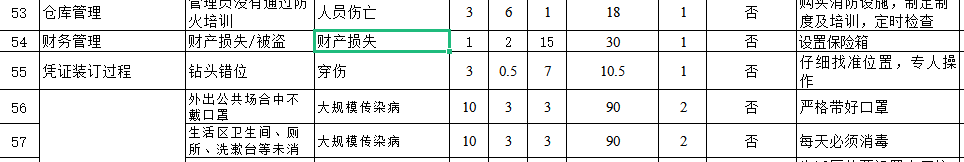 53 仓库管理 管理员没有通过防火培训 人员伤亡 3 6 1 18 1 否 购买消防设施，制定制度及培训，定时检查
54 财务管理 财产损失/被盗 财产损失 1 2 15 30 1 否 设置保险箱
55 凭证装订过程 钻头错位 穿伤 3 0.5 7 10.5 1 否 仔细找准位置，专人操作
56 外出公共场合中不戴口罩 大规模传染病 10 3 3 90 2 否 严格带好口罩
57 生活区卫生间、厕所、洗漱台等未消 大规模传染病 10 3 3 90 2 否 每天必须消毒